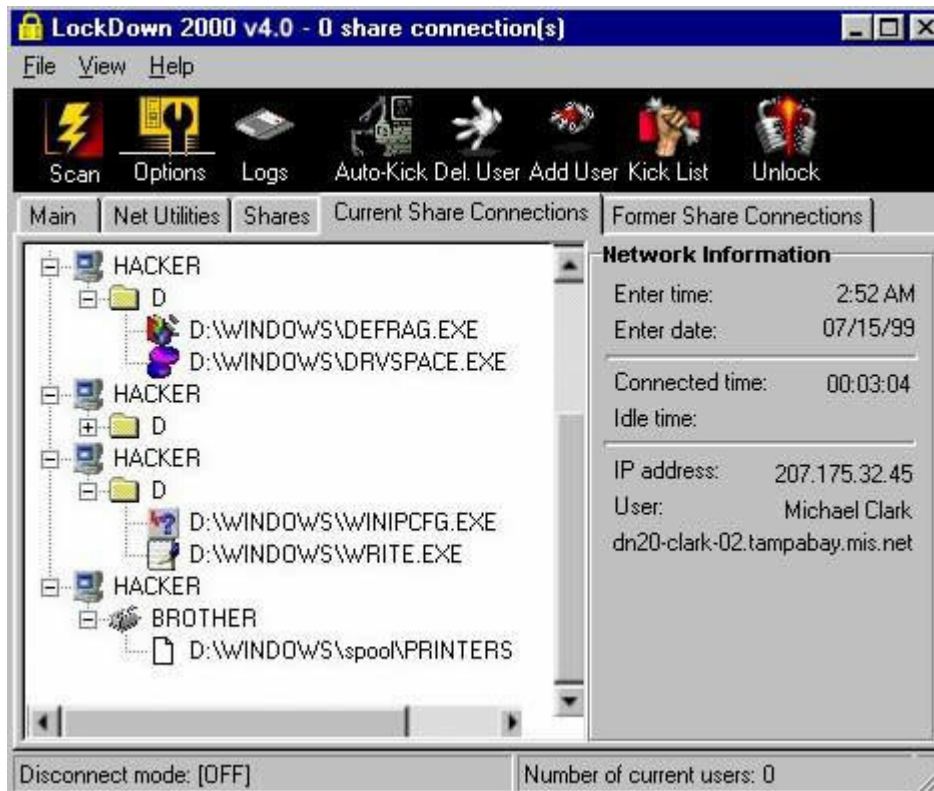 LockDown 2000 v4.0 - 0 share connection(s)
File View Help
Scan Options Logs Auto-Kick Del. User Add User Kick List Unlock
Main Net Utilities Shares Current Share Connections Former Share Connections
HACKER
D
D:\WINDOWS\DEFRAG.EXE
D:\WINDOWS\DRVSPACE.EXE
HACKER
D
HACKER
D
D:\WINDOWS\WINIPCFG.EXE
D:\WINDOWS\WRITE.EXE
HACKER
BROTHER
D:\WINDOWS\spool\PRINTERS
Network Information
Enter time: 2:52 AM
Enter date: 07/15/99
Connected time: 00:03:04
Idle time:
IP address: 207.175.32.45
User: Michael Clark
dn20-clark-02.tampabay.mis.net
Disconnect mode: [OFF] Number of current users: 0